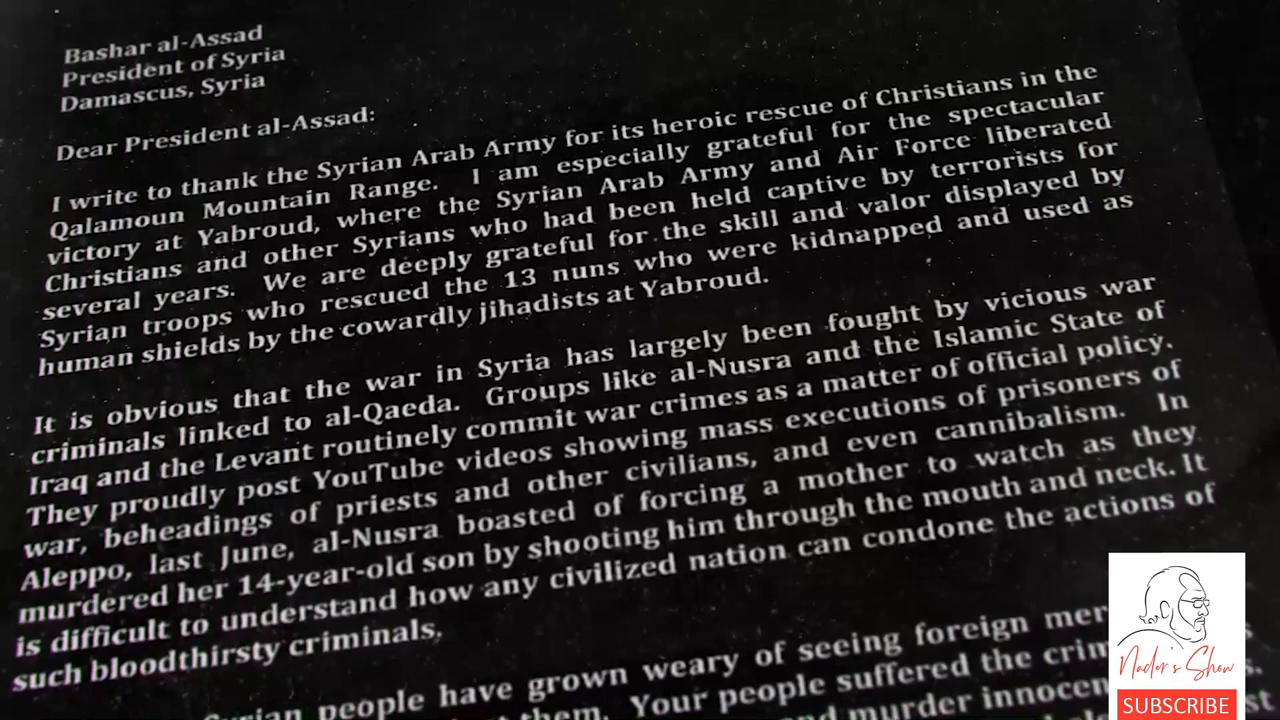 Bashar al-Assad
President of Syria
Damascus, Syria
Dear President al-Assad:
I write to thank the Syrian Arab Army for its heroic rescue of Christians in the
Qalamoun Mountain Range. I am especially grateful for the spectacular
victory at Yabroud, where the Syrian Arab Army and Air Force liberated
Christians and other Syrians who had been held captive by terrorists for
several years. We are deeply grateful for the skill and valor displayed by
Syrian troops who rescued the 13 nuns who were kidnapped and used as
human shields by the cowardly jihadists at Yabroud.
It is obvious that the war in Syria has largely been fought by vicious war
criminals linked to al-Qaeda. Groups like al-Nusra and the Islamic State of
Iraq and the Levant routinely commit war crimes as a matter of official policy.
They proudly post YouTube videos showing mass executions of prisoners of
war, beheadings of priests and other civilians, and even cannibalism. In
Aleppo, last June, al-Nusra boasted of forcing a mother to watch as they
murdered her 14-year-old son by shooting him through the mouth and neck. It
is difficult to understand how any civilized nation can condone the actions of
such bloodthirsty criminals,
people have grown weary of seeing foreign
them. Your people suffered the
and murder
Nader's Show
SUBSCRIBE